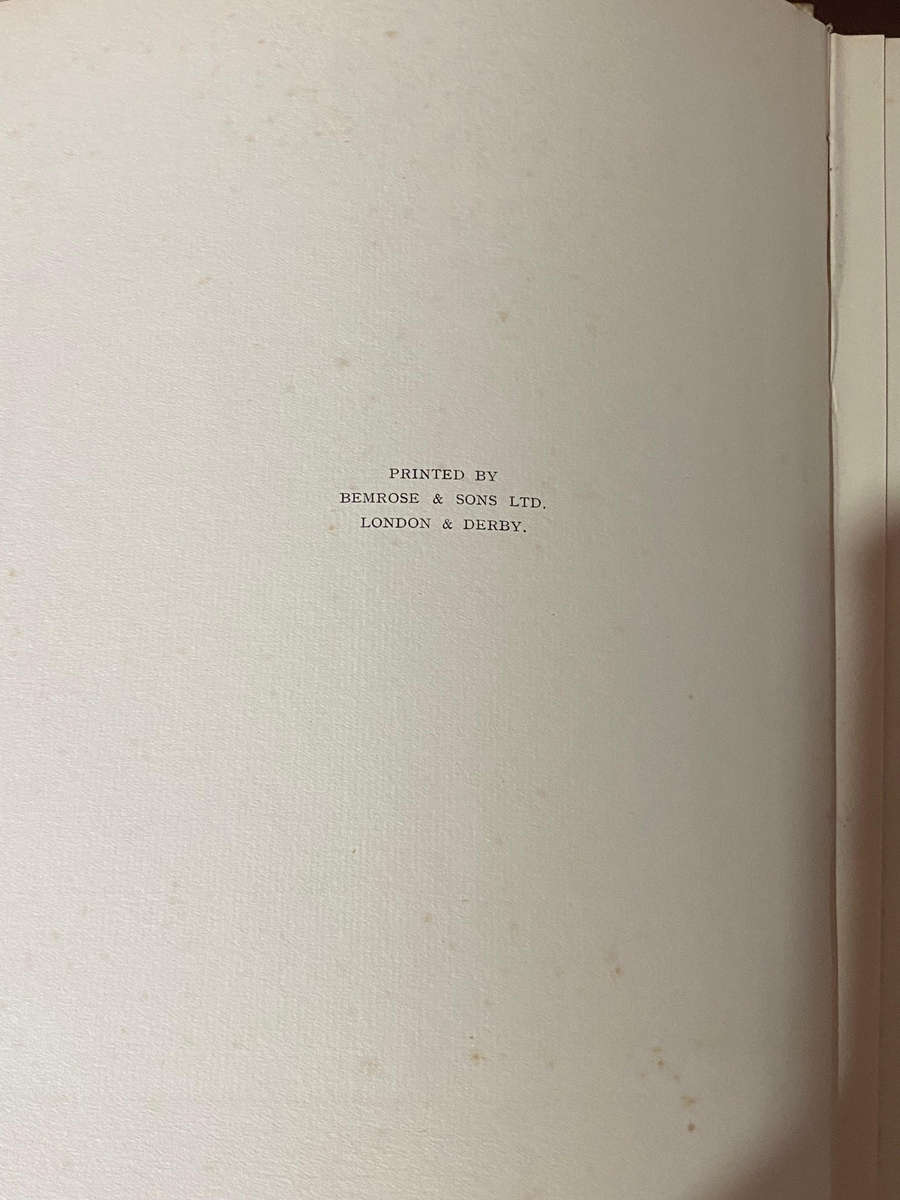 PRINTED BY
BEMROSE & SONS LTD.
LONDON & DERBY.